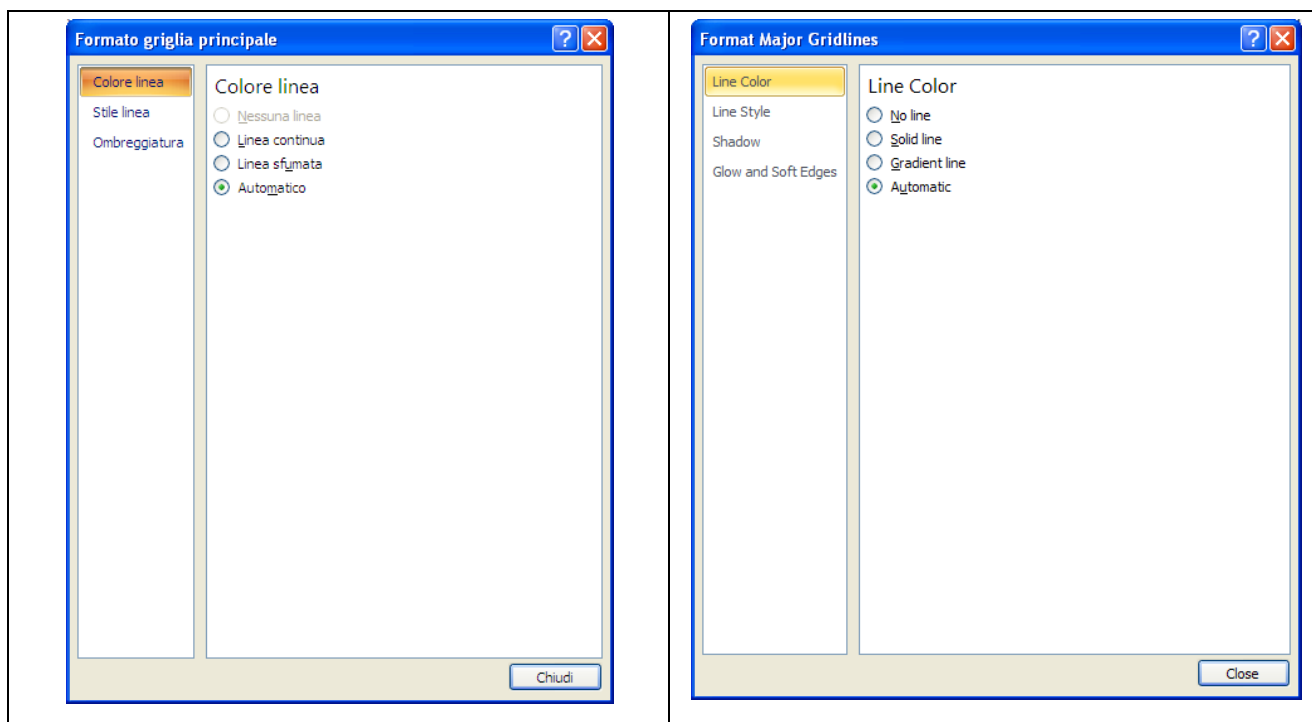 Formato griglia principale
Colore linea
Stile linea
Ombreggiatura
Colore linea
Nessuna linea
Linea continua
Linea sfumata
Automatico
Chiudi
Format Major Gridlines
Line Color
Line Style
Shadow
Glow and Soft Edges
Line Color
No line
Solid line
Gradient line
Automatic
Close